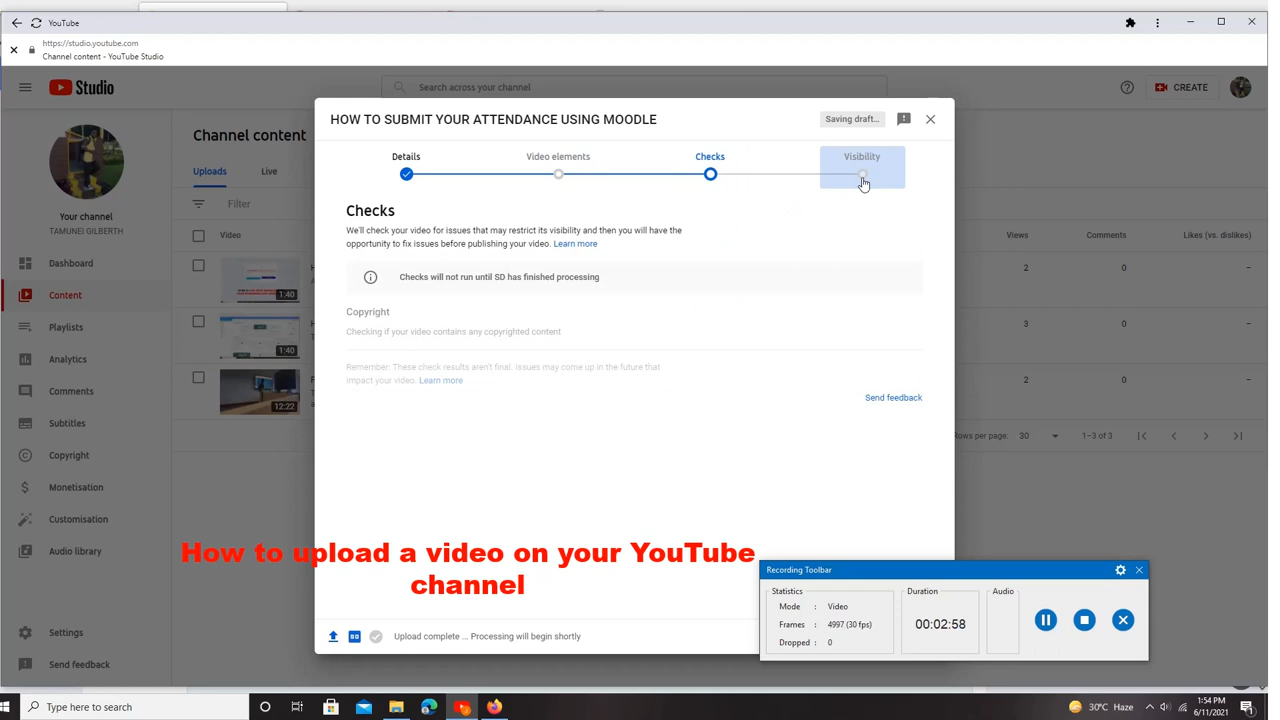 YouTube
https://studio.youtube.com
Channel content - YouTube Studio
Studio
Search across your channel
CREATE
Your channel
TAMUNEI GILBERTH
Dashboard
Content
Playlists
Analytics
Comments
Subtitles
Copyright
Monetisation
Customisation
Audio library
Settings
Send feedback
Channel content
Uploads
Live
Filter
Video
Views
Comments
Likes (vs. dislikes)
1:40
2
0
–
1:40
3
0
–
12:22
2
0
–
Rows per page: 30
1–3 of 3
HOW TO SUBMIT YOUR ATTENDANCE USING MOODLE
Saving draft...
Details
Video elements
Checks
Visibility
Checks
We'll check your video for issues that may restrict its visibility and then you will have the
opportunity to fix issues before publishing your video. Learn more
Checks will not run until SD has finished processing
Copyright
Checking if your video contains any copyrighted content
Remember: These check results aren't final. Issues may come up in the future that
impact your video. Learn more
Send feedback
How to upload a video on your YouTube
channel
SD
Upload complete ... Processing will begin shortly
Recording Toolbar
Statistics
Mode : Video
Frames : 4997 (30 fps)
Dropped : 0
Duration
00:02:58
Audio
Type here to search
30°C Haze
1:54 PM
6/11/2021
1